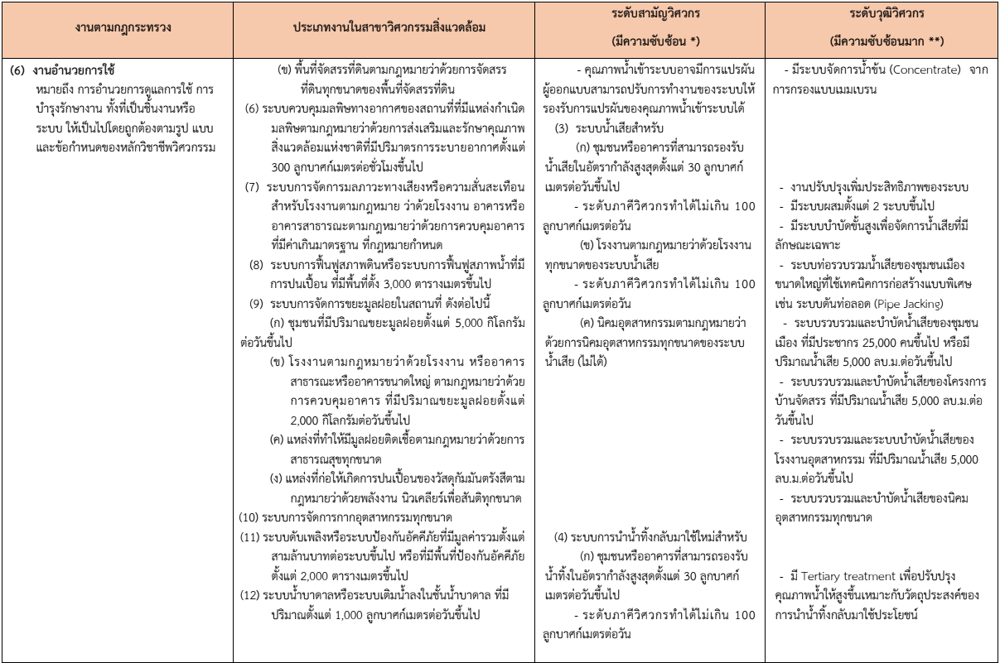 งานตามกฎกระทรวง
ประเภทงานในสาขาวิศวกรรมสิ่งแวดล้อม
ระดับสามัญวิศวกร
(มีความซับซ้อน *)
ระดับวุฒิวิศวกร
(มีความซับซ้อนมาก **)
(6) งานอำนวยการใช้
หมายถึง การอำนวยการดูแลการใช้ การ
บำรุงรักษางาน ทั้งที่เป็นชิ้นงานหรือ
ระบบ ให้เป็นไปโดยถูกต้องตามรูป แบบ
และข้อกำหนดของหลักวิชาชีพวิศวกรรม
(ข) พื้นที่จัดสรรที่ดินตามกฎหมายว่าด้วยการจัดสรร
ที่ดินทุกขนาดของพื้นที่จัดสรรที่ดิน
(6) ระบบควบคุมมลพิษทางอากาศของสถานที่ที่มีแหล่งกำเนิด
มลพิษตามกฎหมายว่าด้วยการส่งเสริมและรักษาคุณภาพ
สิ่งแวดล้อมแห่งชาติที่มีปริมาตรการระบายอากาศตั้งแต่
300 ลูกบาศก์เมตรต่อชั่วโมงขึ้นไป
(7) ระบบการจัดการมลภาวะทางเสียงหรือความสั่นสะเทือน
สำหรับโรงงานตามกฎหมาย ว่าด้วยโรงงาน อาคารหรือ
อาคารสาธารณะตามกฎหมายว่าด้วยการควบคุมอาคาร
ที่มีค่าเกินมาตรฐาน ที่กฎหมายกำหนด
(8) ระบบการฟื้นฟูสภาพดินหรือระบบการฟื้นฟูสภาพน้ำที่มี
การปนเปื้อน ที่มีพื้นที่ตั้ง 3,000 ตารางเมตรขึ้นไป
(9) ระบบการจัดการขยะมูลฝอยในสถานที่ ดังต่อไปนี้
(ก) ชุมชนที่มีปริมาณขยะมูลฝอยตั้งแต่ 5,000 กิโลกรัม
ต่อวันขึ้นไป
(ข) โรงงานตามกฎหมายว่าด้วยโรงงาน หรืออาคาร
สาธารณะหรืออาคารขนาดใหญ่ ตามกฎหมายว่าด้วย
การควบคุมอาคาร ที่มีปริมาณขยะมูลฝอยตั้งแต่
2,000 กิโลกรัมต่อวันขึ้นไป
(ค) แหล่งที่ทำให้มีมูลฝอยติดเชื้อตามกฎหมายว่าด้วยการ
สาธารณสุขทุกขนาด
(ง) แหล่งที่ก่อให้เกิดการปนเปื้อนของวัสดุกัมมันตรังสีตาม
กฎหมายว่าด้วยพลังงาน นิวเคลียร์เพื่อสันติทุกขนาด
(10) ระบบการจัดการกากอุตสาหกรรมทุกขนาด
(11) ระบบดับเพลิงหรือระบบป้องกันอัคคีภัยที่มีมูลค่ารวมตั้งแต่
สามล้านบาทต่อระบบขึ้นไป หรือที่มีพื้นที่ป้องกันอัคคีภัย
ตั้งแต่ 2,000 ตารางเมตรขึ้นไป
(12) ระบบน้ำบาดาลหรือระบบเติมน้ำลงในชั้นน้ำบาดาล ที่มี
ปริมาณตั้งแต่ 1,000 ลูกบาศก์เมตรต่อวันขึ้นไป
- คุณภาพน้ำเข้าระบบอาจมีการแปรผัน
ผู้ออกแบบสามารถปรับการทำงานของระบบให้
รองรับการแปรผันของคุณภาพน้ำเข้าระบบได้
(3) ระบบน้ำเสียสำหรับ
(ก) ชุมชนหรืออาคารที่สามารถรองรับ
น้ำเสียในอัตรากำลังสูงสุดตั้งแต่ 30 ลูกบาศก์
เมตรต่อวันขึ้นไป
- ระดับภาคีวิศวกรทำได้ไม่เกิน 100
ลูกบาศก์เมตรต่อวัน
(ข) โรงงานตามกฎหมายว่าด้วยโรงงาน
ทุกขนาดของระบบน้ำเสีย
- ระดับภาคีวิศวกรทำได้ไม่เกิน 100
ลูกบาศก์เมตรต่อวัน
(ค) นิคมอุตสาหกรรมตามกฎหมายว่า
ด้วยการนิคมอุตสาหกรรมทุกขนาดของระบบ
น้ำเสีย (ไม่ได้)
(4) ระบบการนำน้ำทิ้งกลับมาใช้ใหม่สำหรับ
(ก) ชุมชนหรืออาคารที่สามารถรองรับ
น้ำทิ้งในอัตรากำลังสูงสุดตั้งแต่ 30 ลูกบาศก์
เมตรต่อวันขึ้นไป
- ระดับภาคีวิศวกรทำได้ไม่เกิน 100
ลูกบาศก์เมตรต่อวัน
- มีระบบจัดการน้ำข้น (Concentrate) จาก
การกรองแบบเมมเบรน
- งานปรับปรุงเพิ่มประสิทธิภาพของระบบ
- มีระบบผสมตั้งแต่ 2 ระบบขึ้นไป
- มีระบบบำบัดขั้นสูงเพื่อจัดการน้ำเสียที่มี
ลักษณะเฉพาะ
- ระบบท่อรวบรวมน้ำเสียของชุมชนเมือง
ขนาดใหญ่ที่ใช้เทคนิคการก่อสร้างแบบพิเศษ
เช่น ระบบดันท่อลอด (Pipe Jacking)
- ระบบรวบรวมและบำบัดน้ำเสียของชุมชน
เมือง ที่มีประชากร 25,000 คนขึ้นไป หรือมี
ปริมาณน้ำเสีย 5,000 ลบ.ม.ต่อวันขึ้นไป
- ระบบรวบรวมและบำบัดน้ำเสียของโครงการ
บ้านจัดสรร ที่มีปริมาณน้ำเสีย 5,000 ลบ.ม.ต่อ
วันขึ้นไป
- ระบบรวบรวมและระบบบำบัดน้ำเสียของ
โรงงานอุตสาหกรรม ที่มีปริมาณน้ำเสีย 5,000
ลบ.ม.ต่อวันขึ้นไป
- ระบบรวบรวมและบำบัดน้ำเสียของนิคม
อุตสาหกรรมทุกขนาด
- มี Tertiary treatment เพื่อปรับปรุง
คุณภาพน้ำให้สูงขึ้นเหมาะกับวัตถุประสงค์ของ
การนำน้ำทิ้งกลับมาใช้ประโยชน์